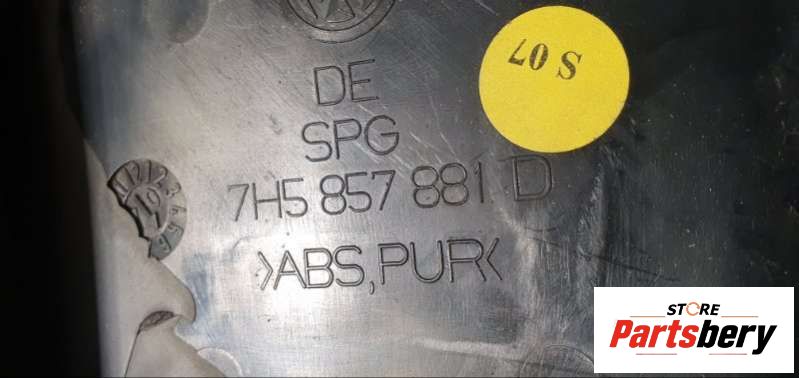 DE
SPG
7H5 857 881 D
>ABS,PUR<
S 07
STORE
Partsbery